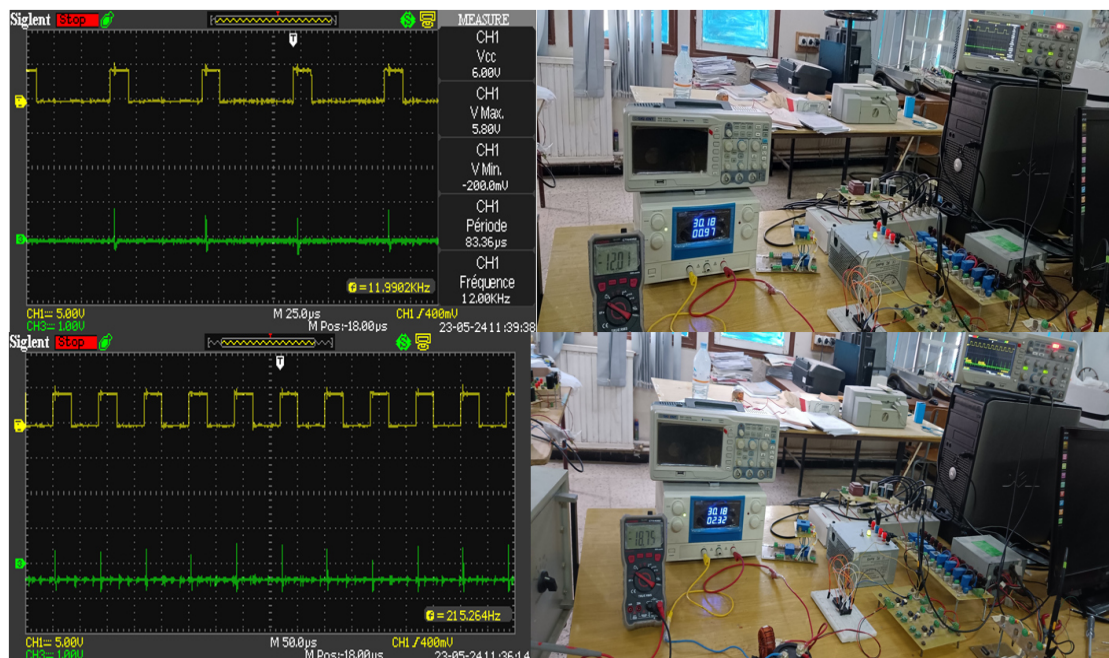 Siglent Stop
MEASURE
CH1
Vcc
6.00V
CH1
V Max.
5.80V
CH1
V Min.
-200.0mV
CH1
Période
83.36µs
CH1
Fréquence
12.00KHz
f = 11.9902KHz
CH1 5.00V M 25.0µs CH1 400mV
CH3 1.00V M Pos:-18.00µs 23-05-24 11:39:38
30.18
00.97
-12.01
Siglent Stop
f = 215.264Hz
CH1 5.00V M 50.0µs CH1 400mV
CH3 1.00V M Pos:-18.00µs 23-05-24 11:36:14
30.18
02.32
-18.75